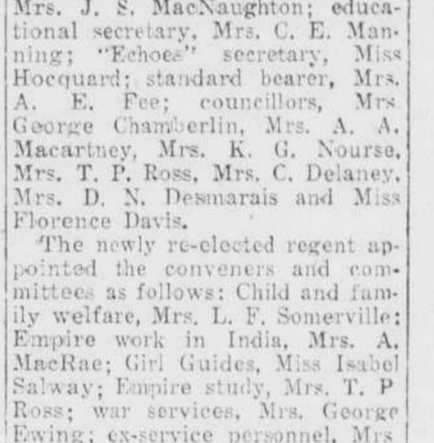 Mrs. J. S. MacNaughton; educa-
tional secretary, Mrs. C. E. Man-
ning; "Echoes" secretary, Miss
Hocquard; standard bearer, Mrs.
A. E. Fee; councillors, Mrs
George Chamberlin, Mrs. A. A.
Macartney, Mrs. K. G. Nourse,
Mrs. T. P. Ross, Mrs. C. Delaney,
Mrs. D. N. Desmarais and Miss
Florence Davis.
The newly re-elected regent ap-
pointed the conveners and com-
mittees as follows: Child and fam-
ily welfare, Mrs. L. F. Somerville;
Empire work in India, Mrs. A.
MacRae; Girl Guides, Miss Isabel
Salway; Empire study, Mrs. T. P
Ross; war services, Mrs. George
Ewing; ex-service personnel, Mrs